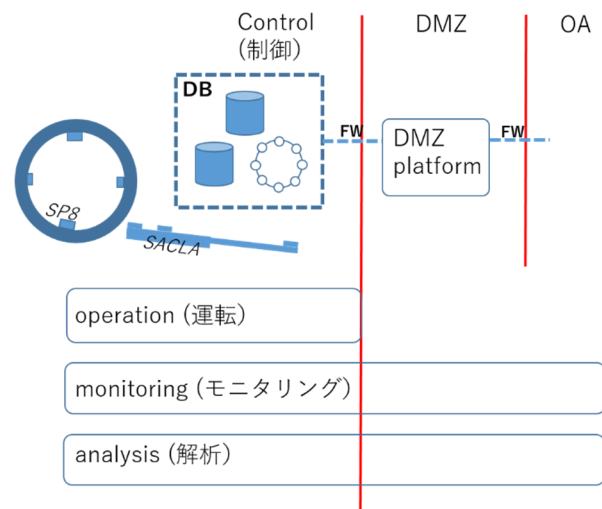 Control
(制御)
DMZ
OA
DB
FW
DMZ
platform
FW
SP8
SACLA
operation (運転)
monitoring (モニタリング)
analysis (解析)